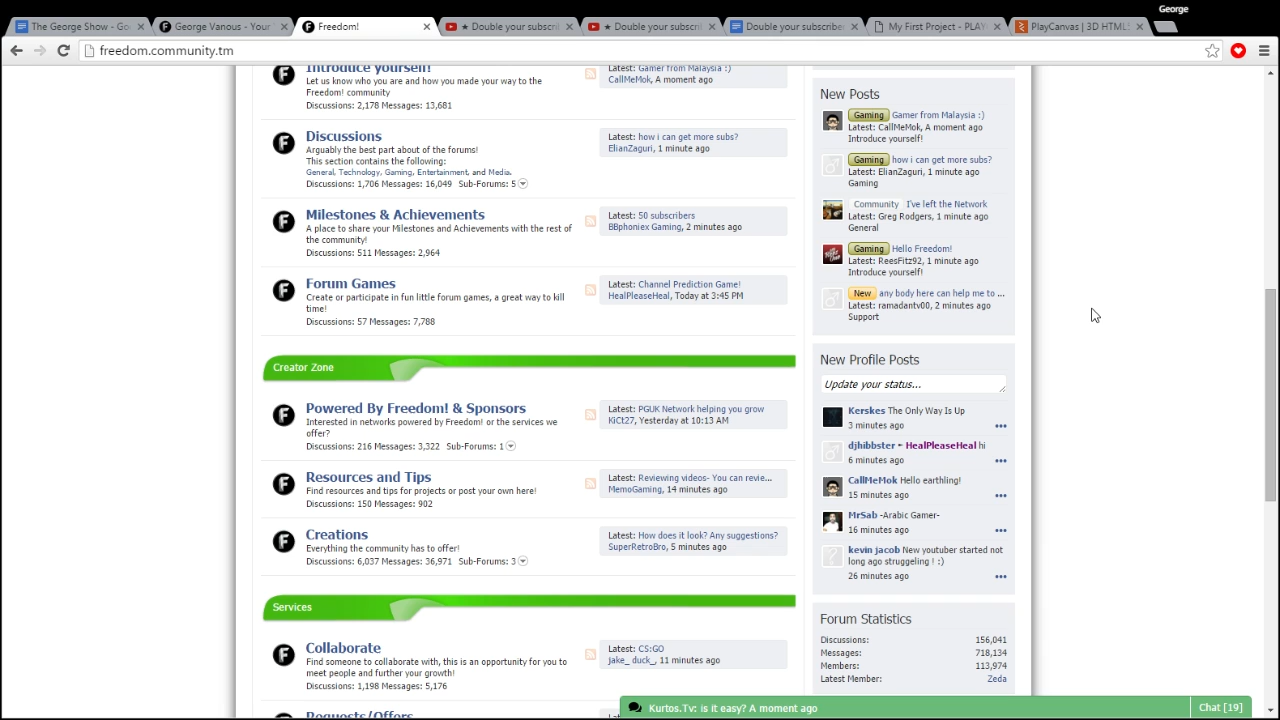 George
The George Show - Go
George Vanous - Your
Freedom!
★ Double your subscri
★ Double your subscri
Double your subscribe
My First Project - PLAY
PlayCanvas | 3D HTML5
freedom.community.tm
Introduce yourself!
Let us know who you are and how you made your way to the
Freedom! community
Discussions: 2,178 Messages: 13,681
Latest: Gamer from Malaysia :)
CallMeMok, A moment ago
Discussions
Arguably the best part about of the forums!
This section contains the following:
General, Technology, Gaming, Entertainment, and Media.
Discussions: 1,706 Messages: 16,049 Sub-Forums: 5
Latest: how i can get more subs?
ElianZaguri, 1 minute ago
Milestones & Achievements
A place to share your Milestones and Achievements with the rest of
the community!
Discussions: 511 Messages: 2,964
Latest: 50 subscribers
BBphoniex Gaming, 2 minutes ago
Forum Games
Create or participate in fun little forum games, a great way to kill
time!
Discussions: 57 Messages: 7,788
Latest: Channel Prediction Game!
HealPleaseHeal, Today at 3:45 PM
Creator Zone
Powered By Freedom! & Sponsors
Interested in networks powered by Freedom! or the services we
offer?
Discussions: 216 Messages: 3,322 Sub-Forums: 1
Latest: PGUK Network helping you grow
KiCt27, Yesterday at 10:13 AM
Resources and Tips
Find resources and tips for projects or post your own here!
Discussions: 150 Messages: 902
Latest: Reviewing videos- You can revie...
MemoGaming, 14 minutes ago
Creations
Everything the community has to offer!
Discussions: 6,037 Messages: 36,971 Sub-Forums: 3
Latest: How does it look? Any suggestions?
SuperRetroBro, 5 minutes ago
Services
Collaborate
Find someone to collaborate with, this is an opportunity for you to
meet people and further your growth!
Discussions: 1,198 Messages: 5,176
Latest: CS:GO
jake_ duck_, 11 minutes ago
Requests/Offers
New Posts
Gaming Gamer from Malaysia :)
Latest: CallMeMok, A moment ago
Introduce yourself!
Gaming how i can get more subs?
Latest: ElianZaguri, 1 minute ago
Gaming
Community I've left the Network
Latest: Greg Rodgers, 1 minute ago
General
Gaming Hello Freedom!
Latest: ReesFitz92, 1 minute ago
Introduce yourself!
New any body here can help me to ...
Latest: ramadantv00, 2 minutes ago
Support
New Profile Posts
Update your status...
Kerskes The Only Way Is Up
3 minutes ago
djhibbster HealPleaseHeal hi
6 minutes ago
CallMeMok Hello earthling!
15 minutes ago
MrSab -Arabic Gamer-
16 minutes ago
kevin jacob New youtuber started not
long ago struggeling ! :)
26 minutes ago
Forum Statistics
Discussions: 156,041
Messages: 718,134
Members: 113,974
Latest Member: Zeda
Kurtos.Tv: is it easy? A moment ago
Chat [19]